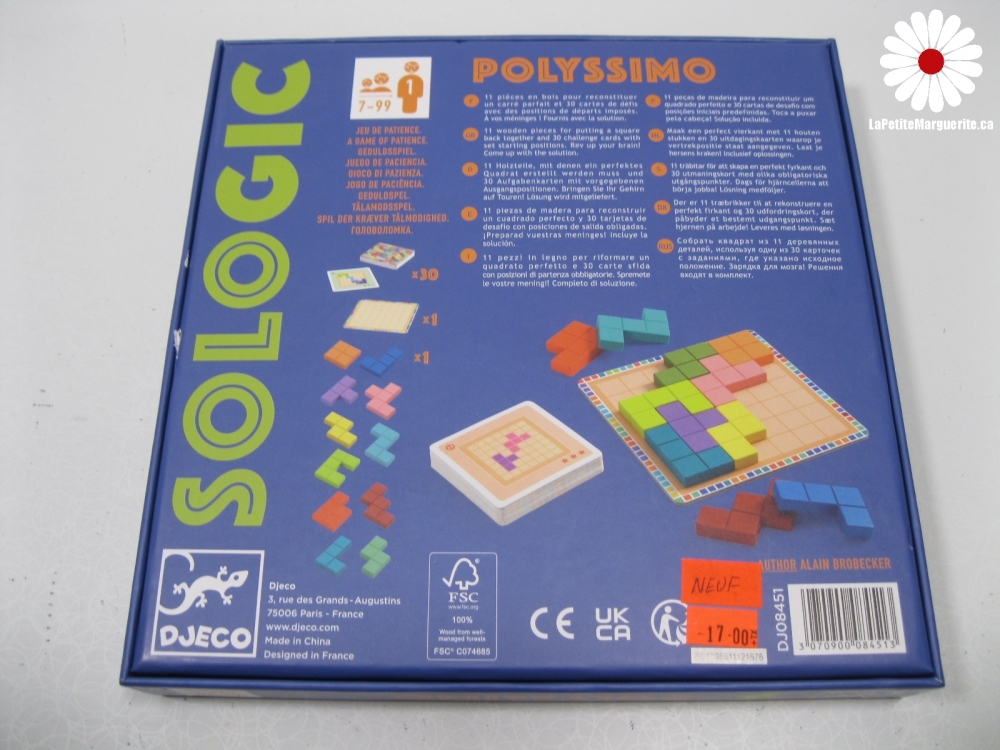 LaPetiteMarguerite.ca
SOLOGIC
1
7-99
JEU DE PATIENCE.
A GAME OF PATIENCE.
GEDULDSSPIEL.
JUEGO DE PACIENCIA.
GIOCO DI PAZIENZA.
JOGO DE PACIÊNCIA.
GEDULDSPEL.
TÅLAMODSSPEL.
SPIL DER KRÆVER TÅLMODIGHED.
ГОЛОВОЛОМКА.
x30
x1
x1
POLYSSIMO
F
11 pièces en bois pour reconstituer
un carré parfait et 30 cartes de défis
avec des positions de départs imposés.
A vos méninges ! Fournis avec la solution.
GB
11 wooden pieces for putting a square
back together and 30 challenge cards with
set starting positions. Rev up your brain!
Come up with the solution.
D
11 Holzteile, mit denen ein perfektes
Quadrat erstellt werden muss und
30 Aufgabenkarten mit vorgegebenen
Ausgangspositionen. Bringen Sie Ihr Gehirn
auf Touren! Lösung wird mitgeliefert.
E
11 piezas de madera para reconstruir
un cuadrado perfecto y 30 tarjetas de
desafío con posiciones de salida obligadas.
¡Preparad vuestras meninges! Incluye la
solución.
I
11 pezzi in legno per riformare un
quadrato perfetto e 30 carte sfida
con posizioni di partenza obbligatorie. Spremete
le vostre meningi! Completo di soluzione.
P
11 peças de madeira para reconstituir um
quadrado perfeito e 30 cartas de desafio com
posições iniciais predefinidas. Toca a puxar
pela cabeça! Solução incluída.
NL
Maak een perfect vierkant met 11 houten
blukken en 30 uitdagingskaarten waarop je
vertrekpositie staat aangegeven. Laat je
hersens kraken! Inclusief oplossingen.
S
11 träbitar för att skapa en perfekt fyrkant och
30 utmaningskort med olika obligatoriska
utgångspunkter. Dags för hjärncellerna att
börja jobba! Lösning medföljer.
DK
Der er 11 træbrikker til at rekonstruere en
perfekt firkant og 30 udfordringskort, der
påbyder et bestemt udgangspunkt. Sæt
hjernen på arbejde! Leveres med løsningen.
RUS
Собрать квадрат из 11 деревянных
деталей, используя одну из 30 карточек
с заданиями, где указано исходное
положение. Зарядка для мозга! Решения
входят в комплект.
AUTHOR ALAIN BROBECKER
DJECO
Djeco
3, rue des Grands-Augustins
75006 Paris - France
www.djeco.com
Made in China
Designed in France
FSC
www.fsc.org
100%
Wood from well-
managed forests
FSC® C074685
CE
UK
CA
NEUF
17.00
DJ08451
3 070900 084513